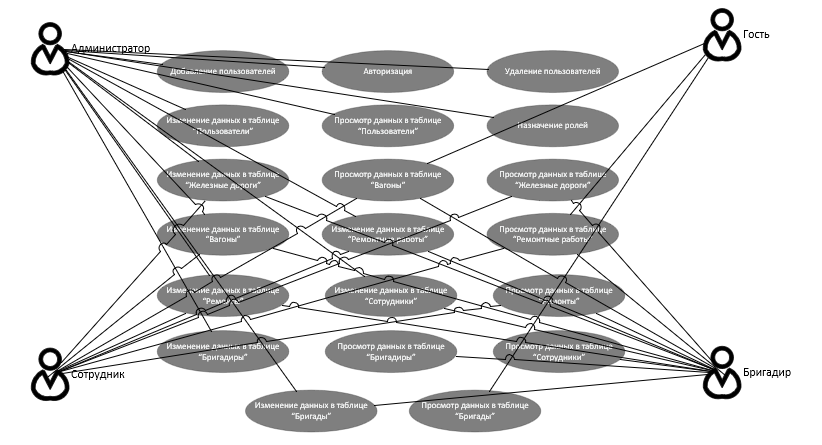 Администратор
Гость
Добавление пользователей
Авторизация
Удаление пользователей
Изменение данных в таблице
"Пользователи"
Просмотр данных в таблице
"Пользователи"
Назначение ролей
Изменение данных в таблице
"Железные дороги"
Просмотр данных в таблице
"Вагоны"
Просмотр данных в таблице
"Железные дороги"
Изменение данных в таблице
"Вагоны"
Изменение данных в таблице
"Ремонтные работы"
Просмотр данных в таблице
"Ремонтные работы"
Изменение данных в таблице
"Ремонты"
Изменение данных в таблице
"Сотрудники"
Просмотр данных в таблице
"Ремонты"
Изменение данных в таблице
"Бригадиры"
Просмотр данных в таблице
"Бригадиры"
Просмотр данных в таблице
"Сотрудники"
Сотрудник
Бригадир
Изменение данных в таблице
"Бригады"
Просмотр данных в таблице
"Бригады"